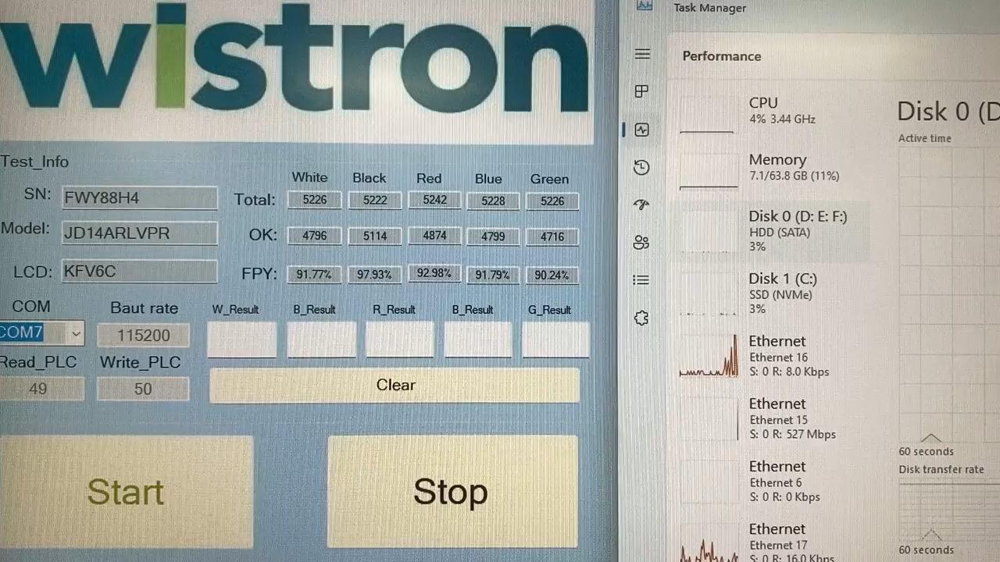 wistron
Test_Info
SN: FWY88H4
Model: JD14ARLVPR
LCD: KFV6C
White Black Red Blue Green
Total: 5226 5222 5242 5228 5226
OK: 4796 5114 4874 4799 4716
FPY: 91.77% 97.93% 92.98% 91.79% 90.24%
COM Baut rate
COM7 115200
Read_PLC Write_PLC
49 50
W_Result B_Result R_Result B_Result G_Result
Clear
Start Stop
Task Manager
Performance
CPU
4% 3.44 GHz
Memory
7.1/63.8 GB (11%)
Disk 0 (D: E: F:)
HDD (SATA)
3%
Disk 1 (C:)
SSD (NVMe)
3%
Ethernet
Ethernet 16
S: 0 R: 8.0 Kbps
Ethernet
Ethernet 15
S: 0 R: 527 Mbps
Ethernet
Ethernet 6
S: 0 R: 0 Kbps
Ethernet
Ethernet 17
S: 0 R: 16.0 Kbps
Disk 0 (D
Active time
60 seconds
Disk transfer rate
60 seconds